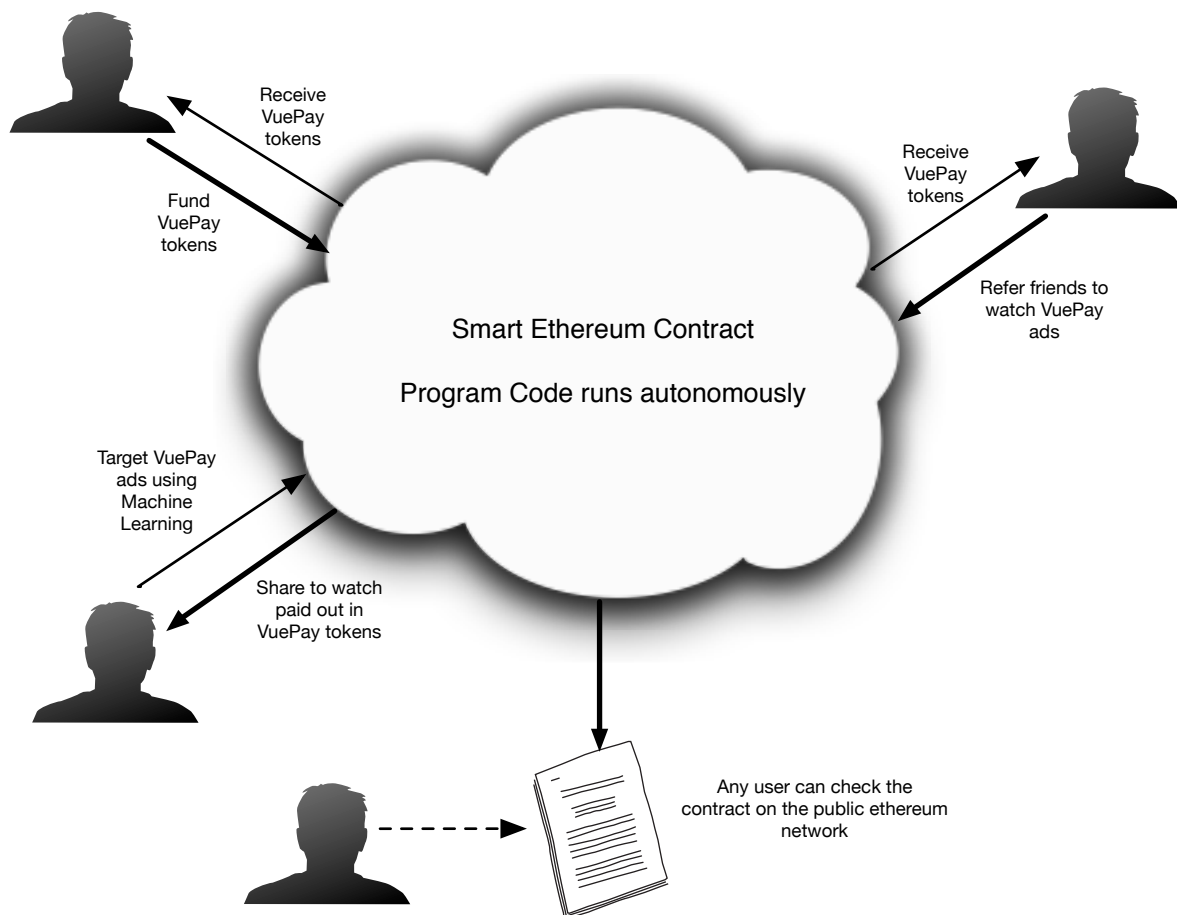 Receive
VuePay
tokens
Fund
VuePay
tokens
Receive
VuePay
tokens
Refer friends to
watch VuePay
ads
Smart Ethereum Contract
Program Code runs autonomously
Target VuePay
ads using
Machine
Learning
Share to watch
paid out in
VuePay tokens
Any user can check the
contract on the public ethereum
network